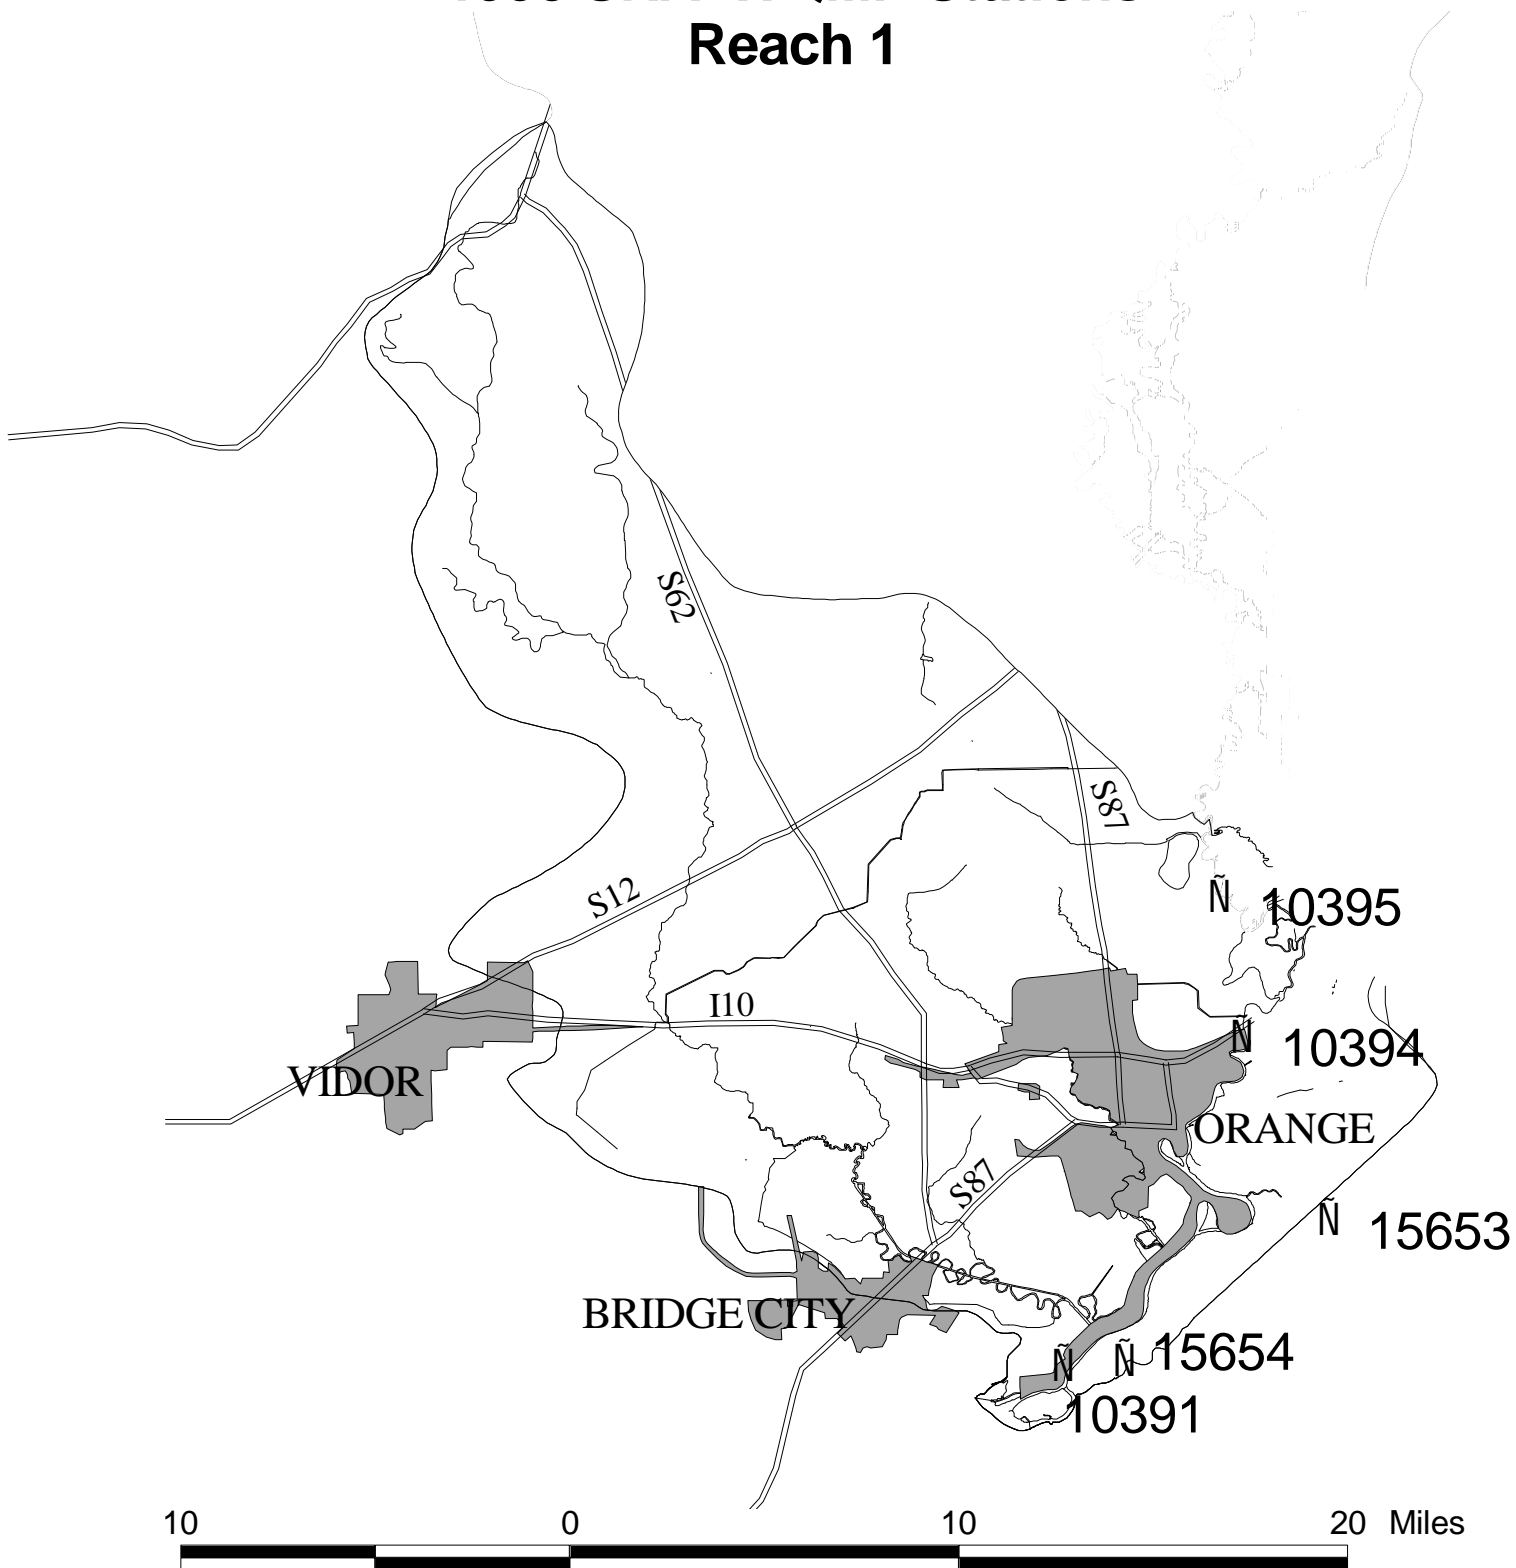 Stations
Reach 1
S62
S87
Ñ 10395
S12
I10
Ñ 10394
VIDOR
ORANGE
S87
Ñ 15653
BRIDGE CITY
Ñ Ñ 15654
10391
10 0 10 20 Miles